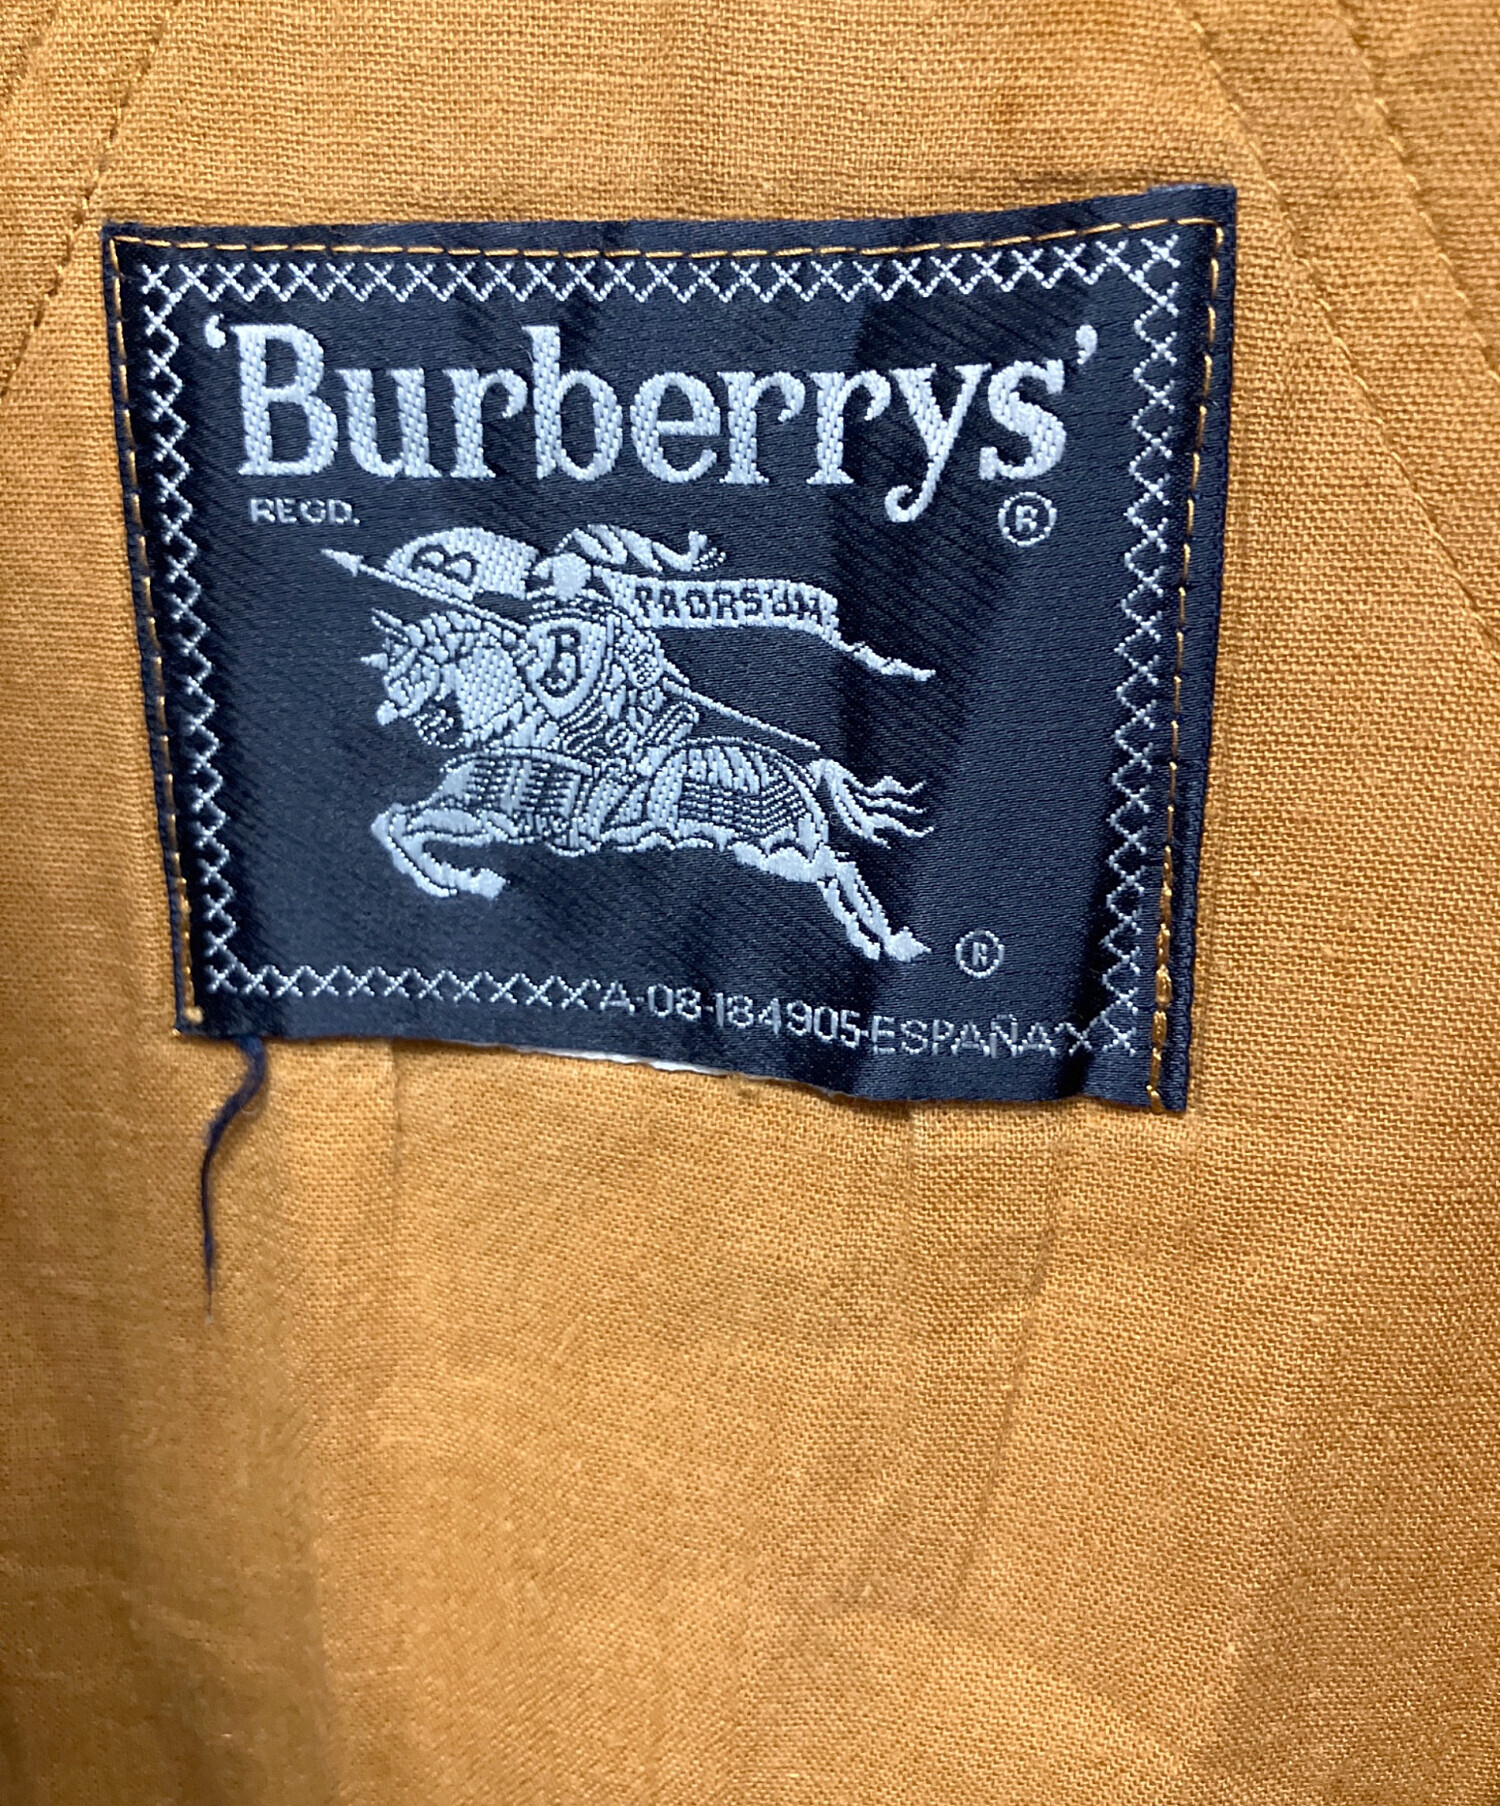 'Burberrys'
REGD. ®
B
PRORSUM
B
®
A-08-184905-ESPAÑA